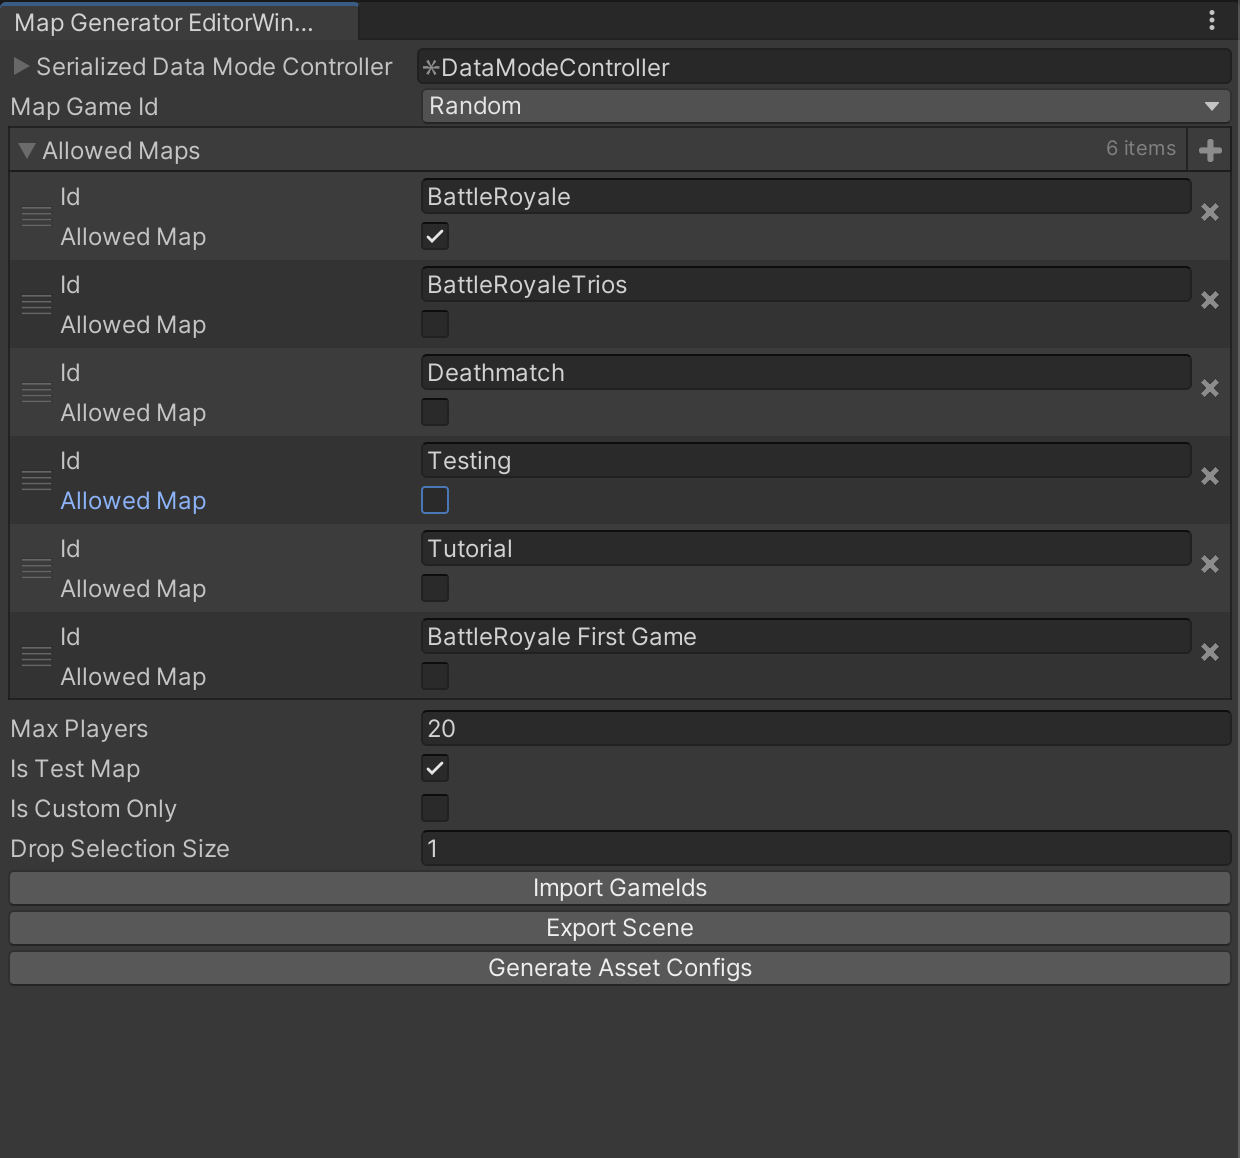 Map Generator EditorWin...
Serialized Data Mode Controller DataModeController
Map Game Id Random
Allowed Maps 6 items
Id BattleRoyale
Allowed Map
Id BattleRoyaleTrios
Allowed Map
Id Deathmatch
Allowed Map
Id Testing
Allowed Map
Id Tutorial
Allowed Map
Id BattleRoyale First Game
Allowed Map
Max Players 20
Is Test Map
Is Custom Only
Drop Selection Size 1
Import GameIds
Export Scene
Generate Asset Configs